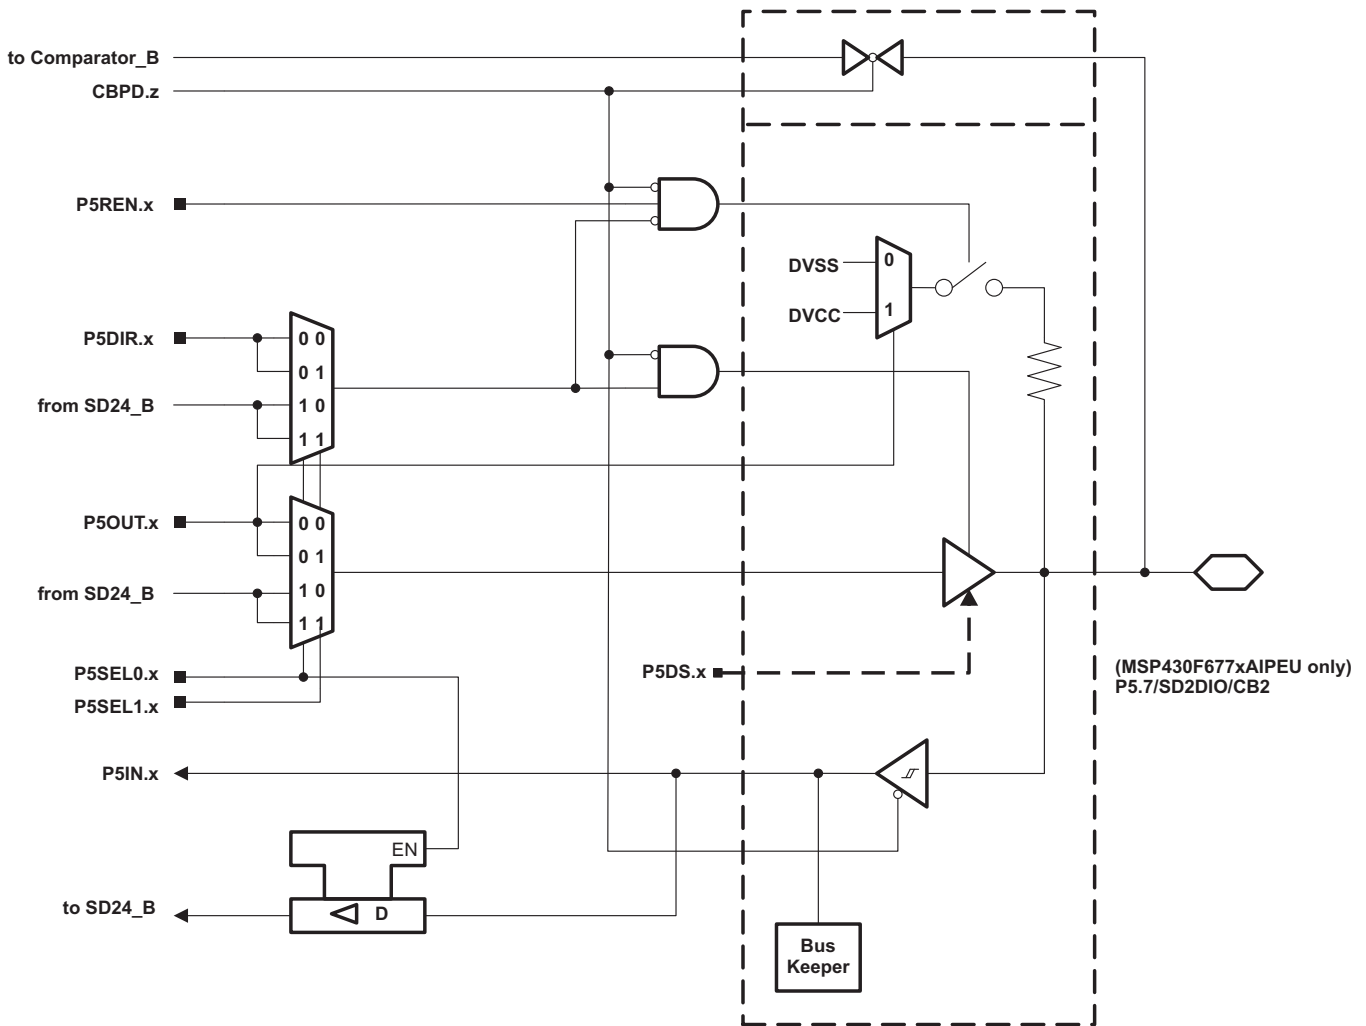 to Comparator_B
CBPD.z
P5REN.x
DVSS
0
DVCC
1
P5DIR.x
0 0
0 1
from SD24_B
1 0
1 1
P5OUT.x
0 0
0 1
from SD24_B
1 0
1 1
P5SEL0.x
P5SEL1.x
P5DS.x
(MSP430F677xAIPEU only)
P5.7/SD2DIO/CB2
P5IN.x
EN
to SD24_B
D
Bus
Keeper